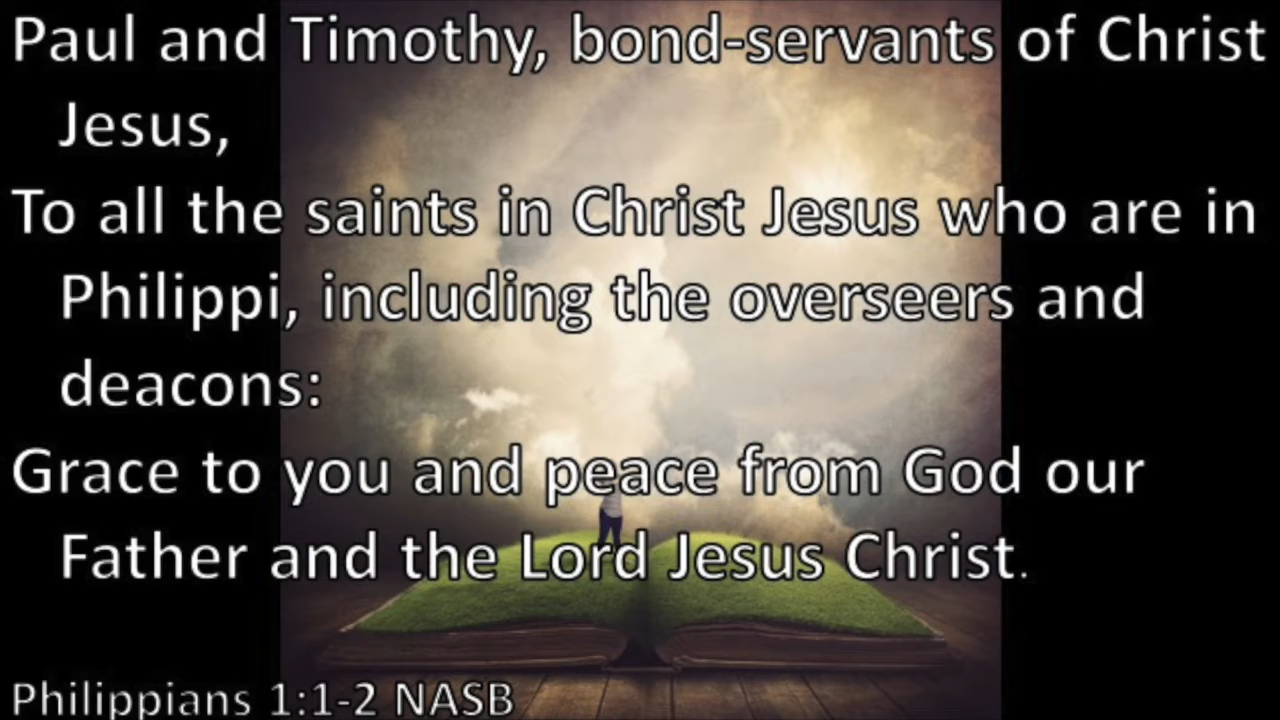 Paul and Timothy, bond-servants of Christ
Jesus,
To all the saints in Christ Jesus who are in
Philippi, including the overseers and
deacons:
Grace to you and peace from God our
Father and the Lord Jesus Christ.
Philippians 1:1-2 NASB